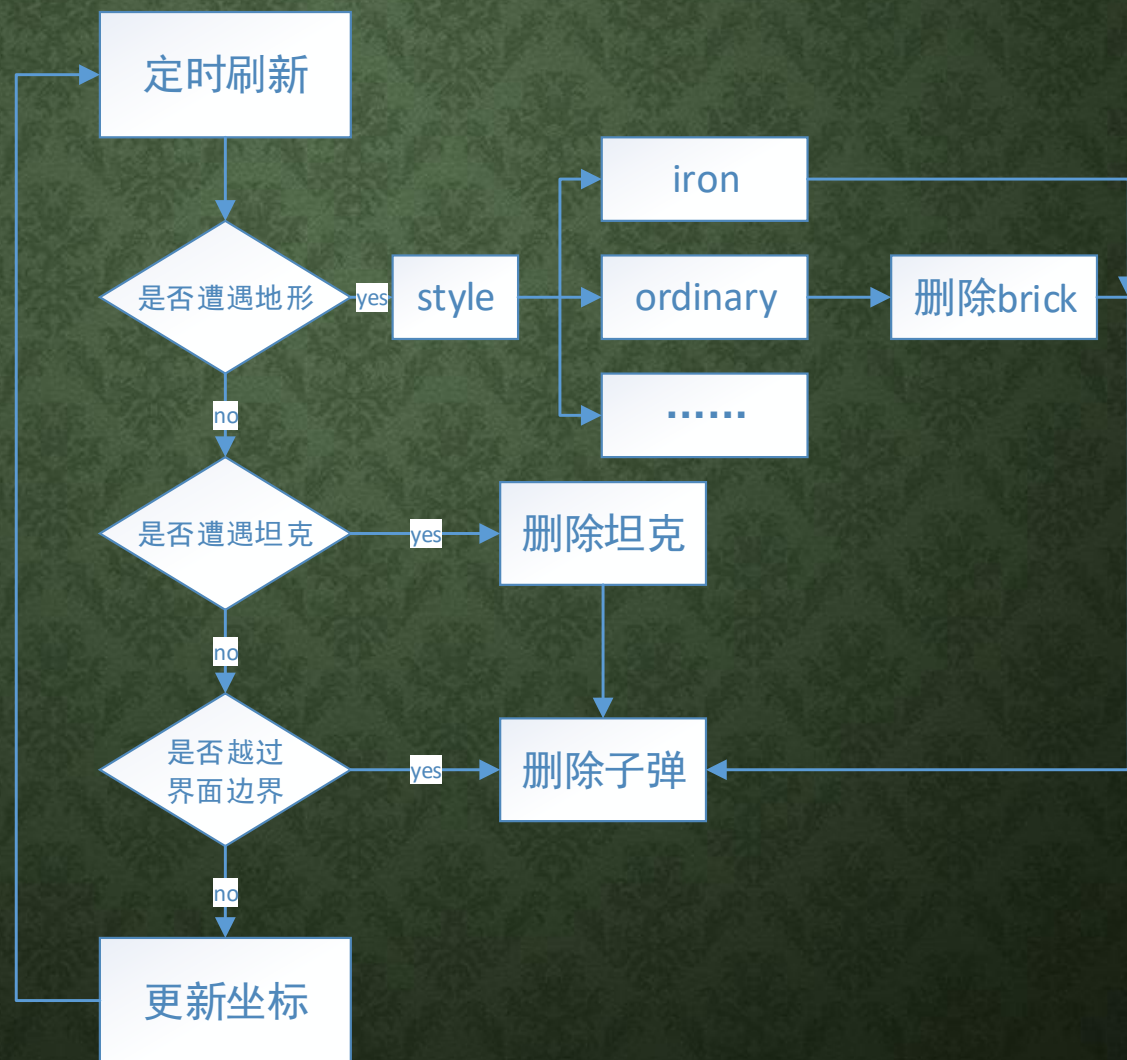 定时刷新
iron
是否遭遇地形
yes
style
ordinary
删除brick
……
no
是否遭遇坦克
yes
删除坦克
no
是否越过
界面边界
yes
删除子弹
no
更新坐标